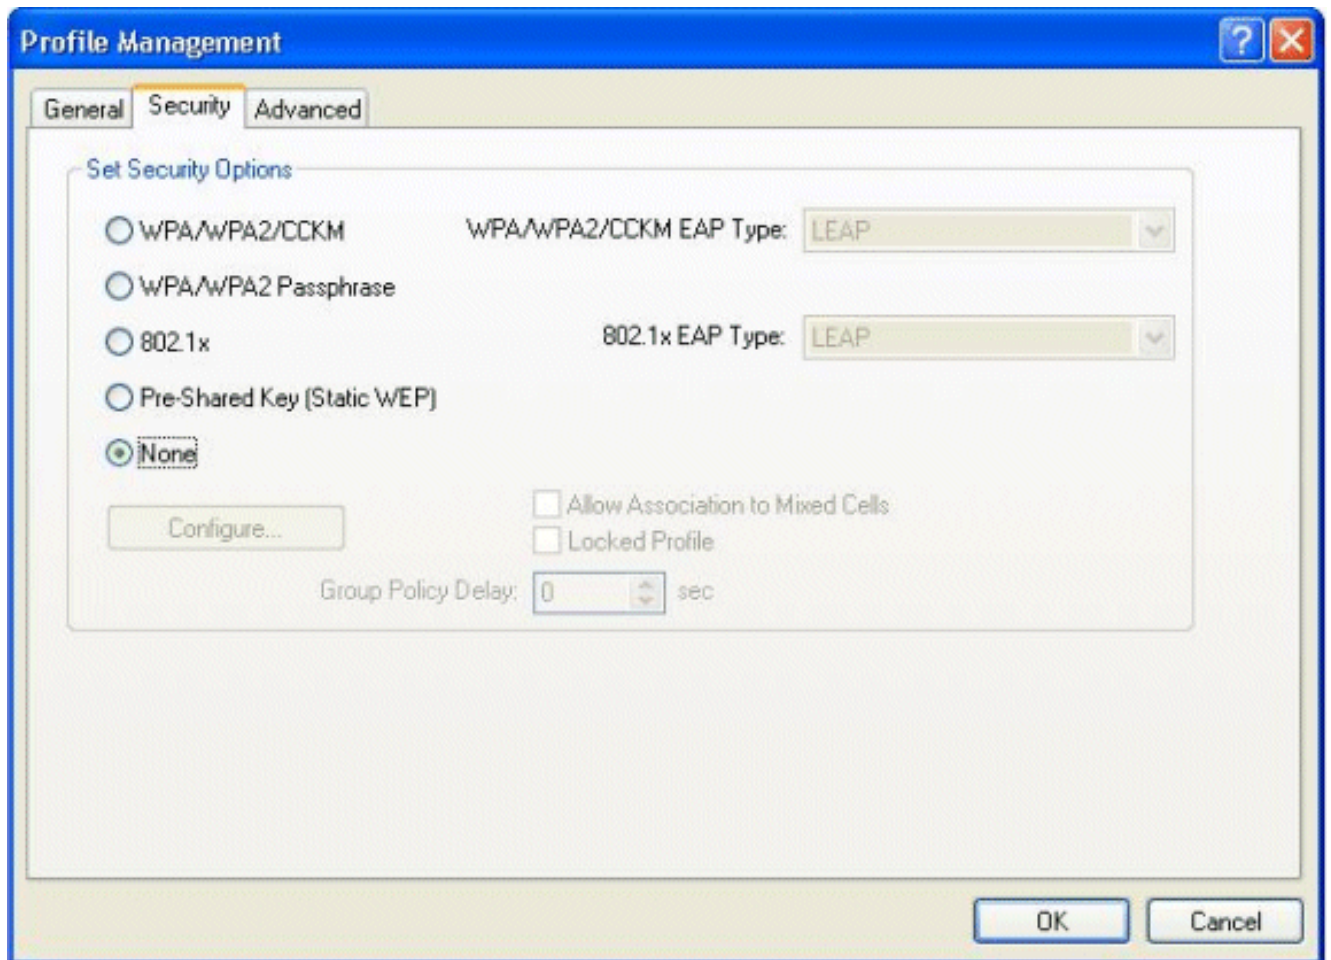 Profile Management
General Security Advanced
Set Security Options
WPA/WPA2/CCKM WPA/WPA2/CCKM EAP Type: LEAP
WPA/WPA2 Passphrase
802.1x 802.1x EAP Type: LEAP
Pre-Shared Key (Static WEP)
None
Allow Association to Mixed Cells
Configure...
Locked Profile
Group Policy Delay: 0 sec
OK Cancel